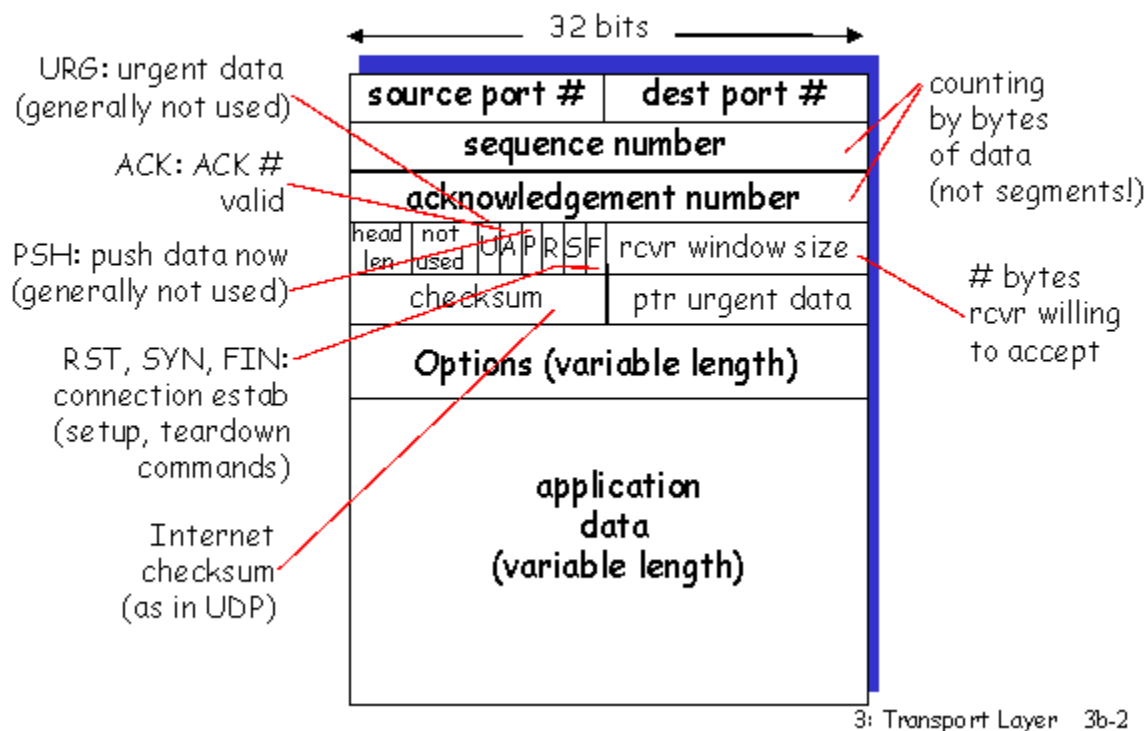 32 bits
URG: urgent data
(generally not used)
ACK: ACK #
valid
PSH: push data now
(generally not used)
RST, SYN, FIN:
connection estab
(setup, teardown
commands)
Internet
checksum
(as in UDP)
source port #
dest port #
sequence number
acknowledgement number
head
len
not
used
U
A
P
R
S
F
rcvr window size
checksum
ptr urgent data
Options (variable length)
application
data
(variable length)
counting
by bytes
of data
(not segments!)
# bytes
rcvr willing
to accept
3: Transport Layer 3b-2